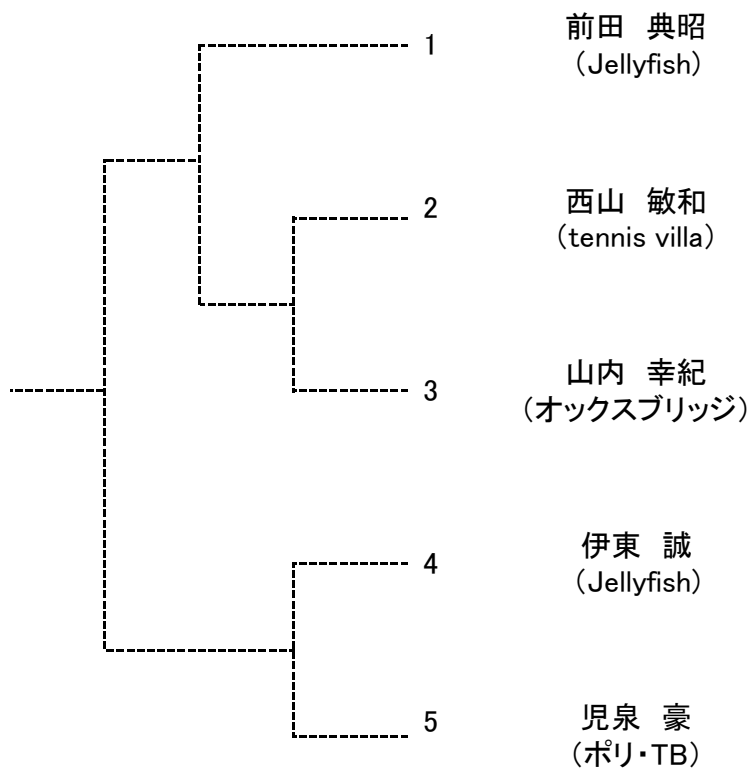 1 前田　典昭
（Jellyfish）
2 西山　敏和
（tennis villa）
3 山内　幸紀
（オックスブリッジ）
4 伊東　誠
（Jellyfish）
5 児泉　豪
（ポリ・TB）